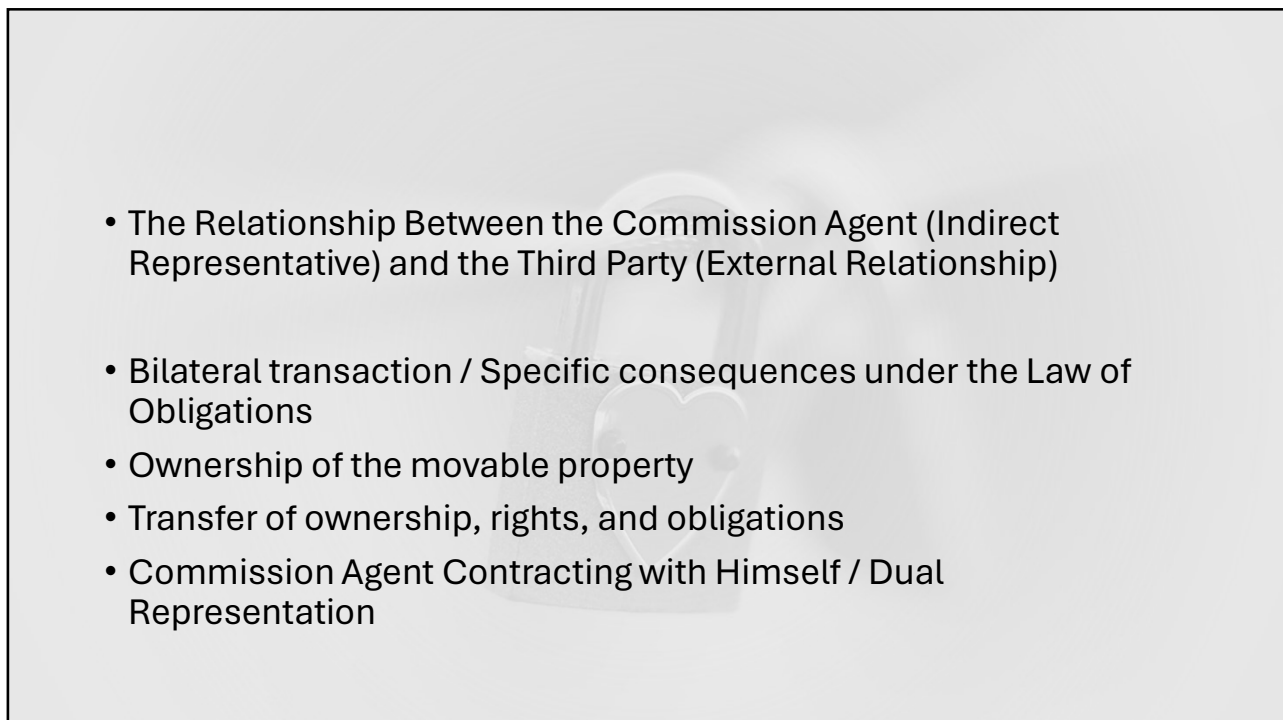 • The Relationship Between the Commission Agent (Indirect
Representative) and the Third Party (External Relationship)
• Bilateral transaction / Specific consequences under the Law of
Obligations
• Ownership of the movable property
• Transfer of ownership, rights, and obligations
• Commission Agent Contracting with Himself / Dual
Representation